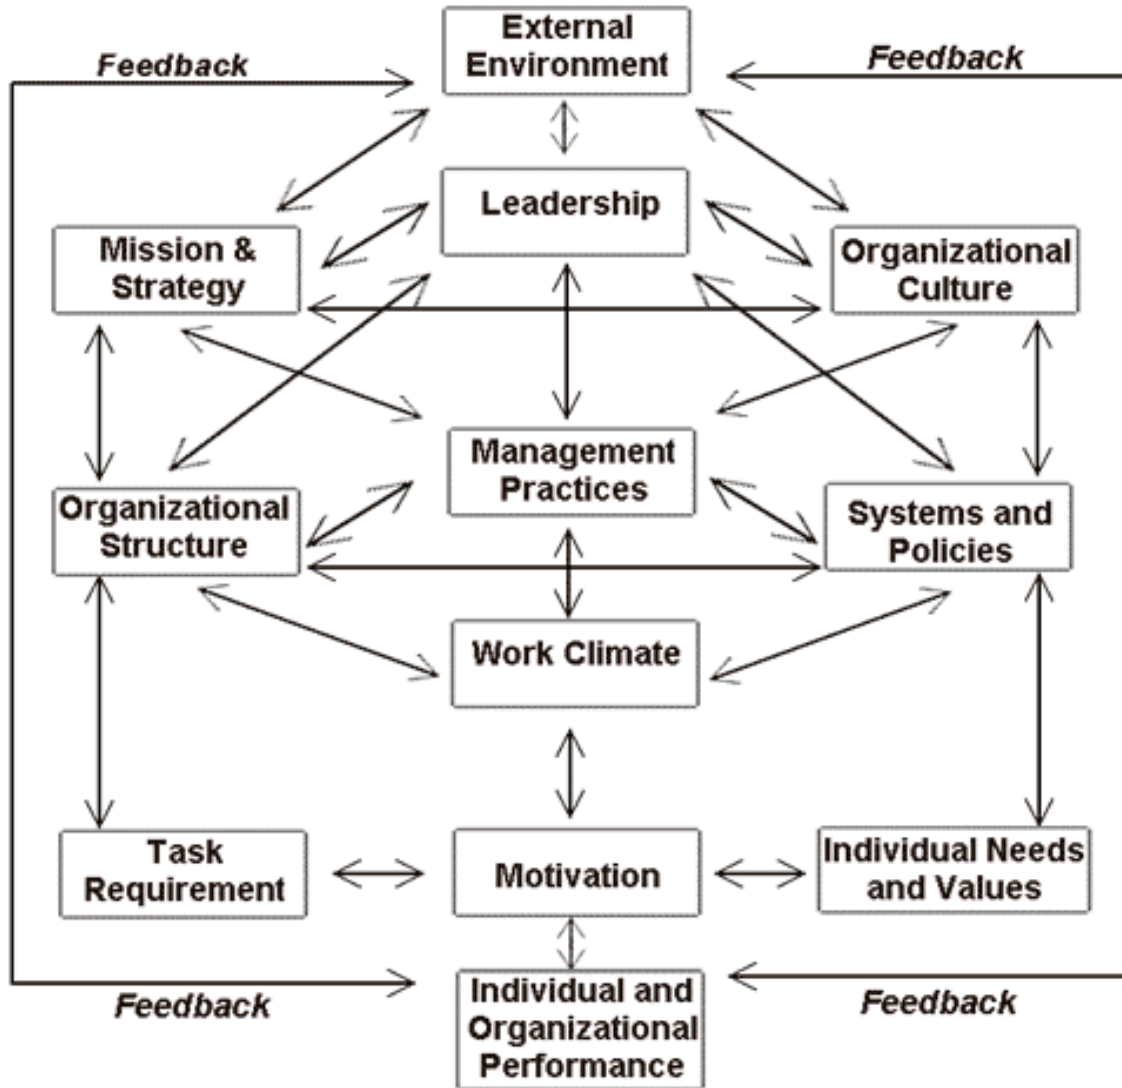 External
Environment
Feedback
Feedback
Leadership
Mission &
Strategy
Organizational
Culture
Management
Practices
Organizational
Structure
Systems and
Policies
Work Climate
Task
Requirement
Motivation
Individual Needs
and Values
Feedback
Individual and
Organizational
Performance
Feedback